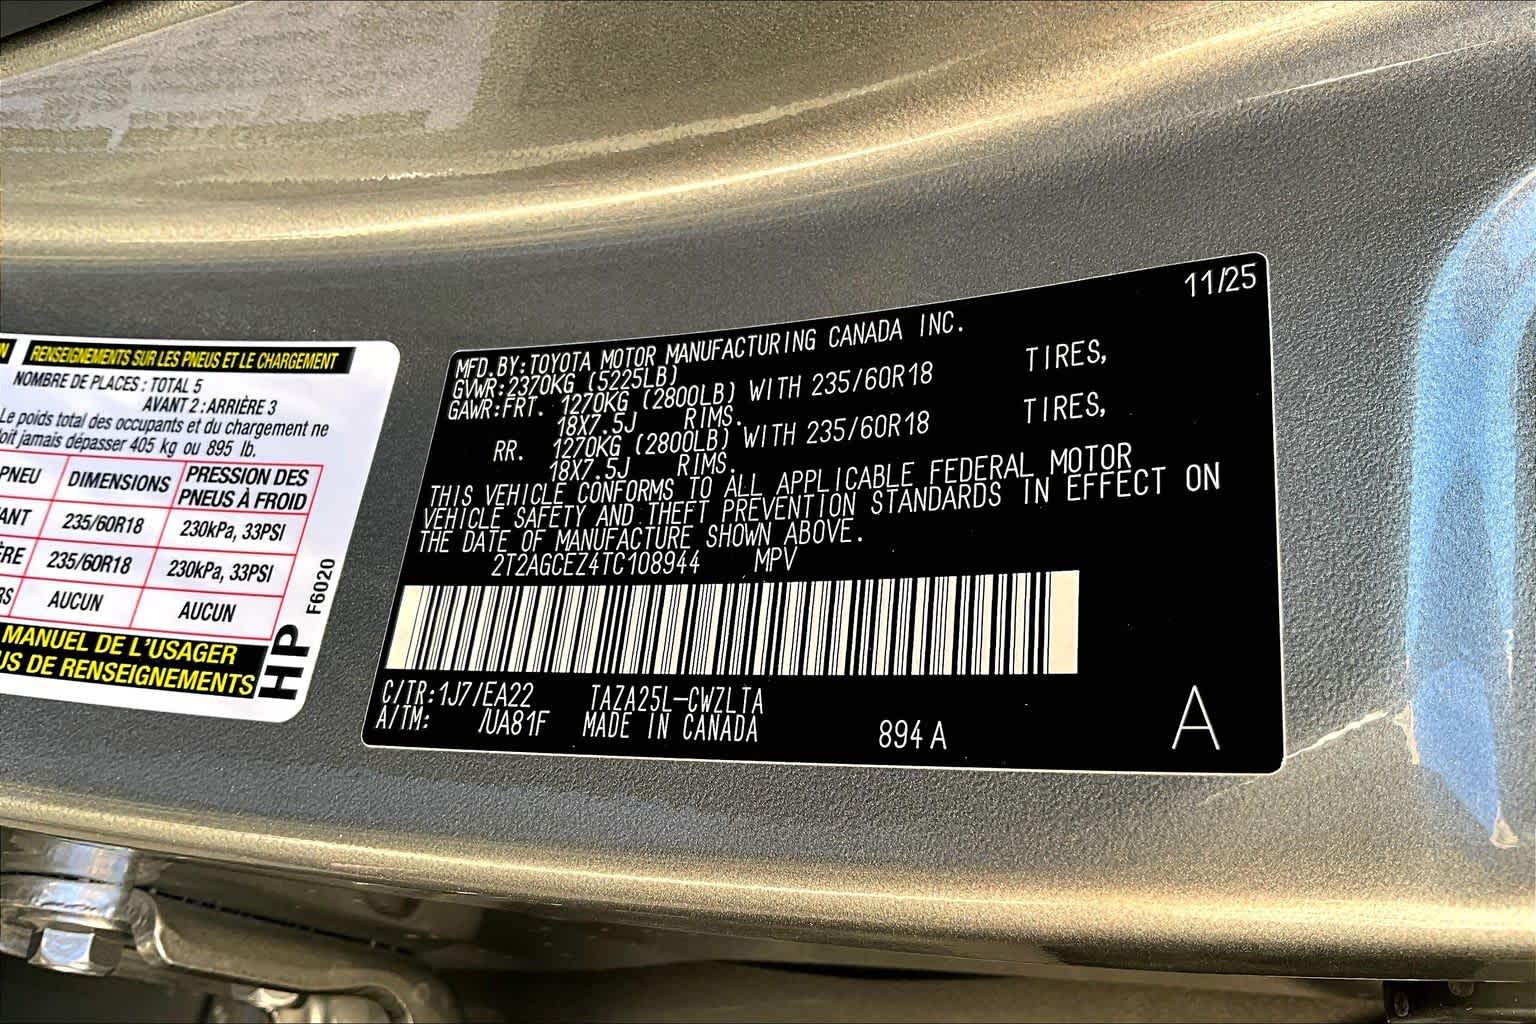 N RENSEIGNEMENTS SUR LES PNEUS ET LE CHARGEMENT
NOMBRE DE PLACES : TOTAL 5
AVANT 2 : ARRIÈRE 3
Le poids total des occupants et du chargement ne
doit jamais dépasser 405 kg ou 895 lb.
PNEU DIMENSIONS PRESSION DES PNEUS À FROID
ANT 235/60R18 230kPa, 33PSI
ÈRE 235/60R18 230kPa, 33PSI
RS AUCUN AUCUN
MANUEL DE L'USAGER
US DE RENSEIGNEMENTS
HP
F6020
11/25
MFD.BY:TOYOTA MOTOR MANUFACTURING CANADA INC.
GVWR:2370KG (5225LB)
GAWR:FRT. 1270KG (2800LB) WITH 235/60R18 TIRES,
18X7.5J RIMS.
RR. 1270KG (2800LB) WITH 235/60R18 TIRES,
18X7.5J RIMS.
THIS VEHICLE CONFORMS TO ALL APPLICABLE FEDERAL MOTOR
VEHICLE SAFETY AND THEFT PREVENTION STANDARDS IN EFFECT ON
THE DATE OF MANUFACTURE SHOWN ABOVE.
2T2AGCEZ4TC108944 MPV
C/TR:1J7/EA22 TAZA25L-CWZLTA
A/TM: /UA81F MADE IN CANADA 894 A
A